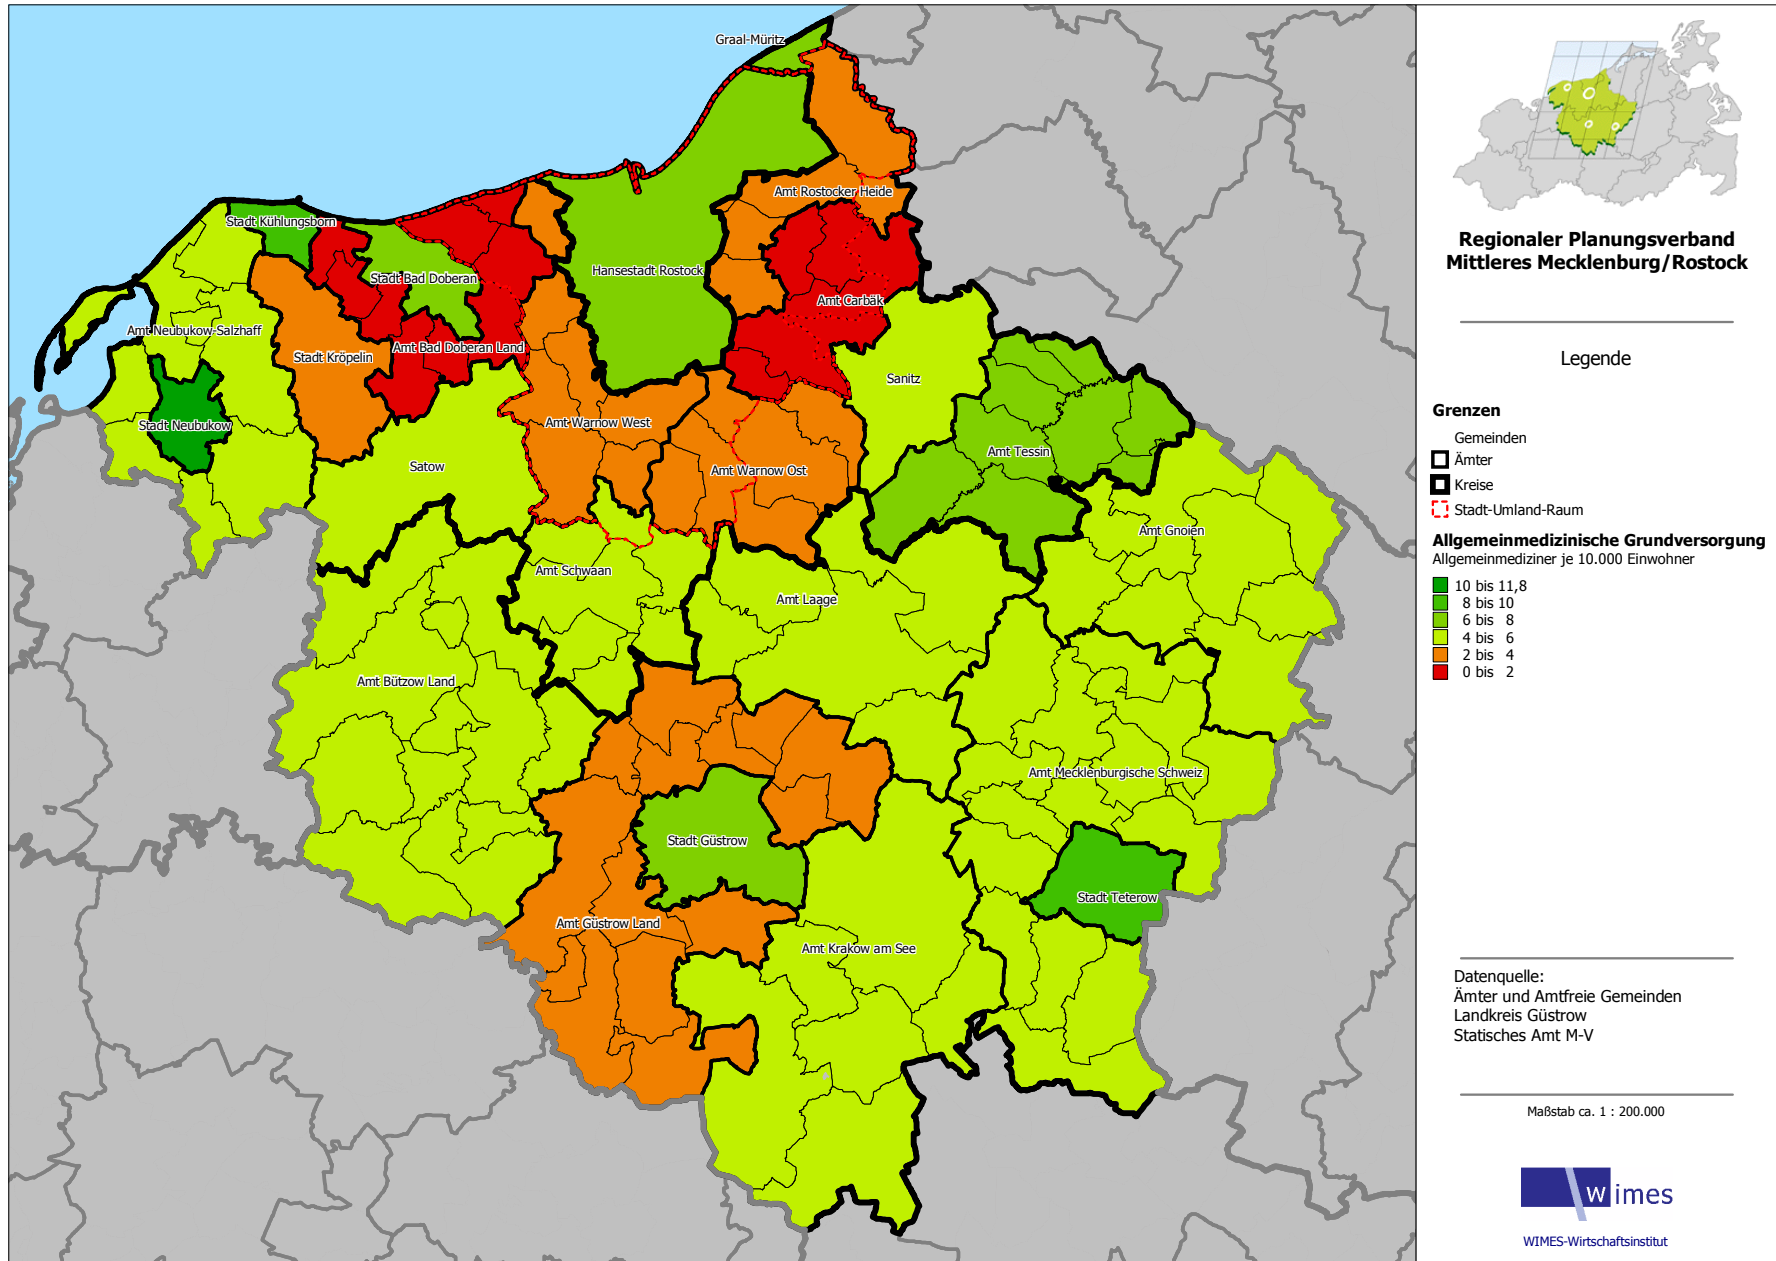 Graal-Müritz
Amt Rostocker Heide
Stadt Kühlungsborn
Stadt Bad Doberan
Hansestadt Rostock
Amt Carbäk
Amt Neubukow-Salzhaff
Stadt Kröpelin
Amt Bad Doberan Land
Sanitz
Stadt Neubukow
Amt Warnow West
Amt Tessin
Satow
Amt Warnow Ost
Amt Gnoien
Amt Schwaan
Amt Laage
Amt Bützow Land
Amt Mecklenburgische Schweiz
Stadt Güstrow
Stadt Teterow
Amt Güstrow Land
Amt Krakow am See
Regionaler Planungsverband
Mittleres Mecklenburg/Rostock
Legende
Grenzen
Gemeinden
Ämter
Kreise
Stadt-Umland-Raum
Allgemeinmedizinische Grundversorgung
Allgemeinmediziner je 10.000 Einwohner
10 bis 11,8
8 bis 10
6 bis 8
4 bis 6
2 bis 4
0 bis 2
Datenquelle:
Ämter und Amtfreie Gemeinden
Landkreis Güstrow
Statisches Amt M-V
Maßstab ca. 1 : 200.000
wimes
WIMES-Wirtschaftsinstitut